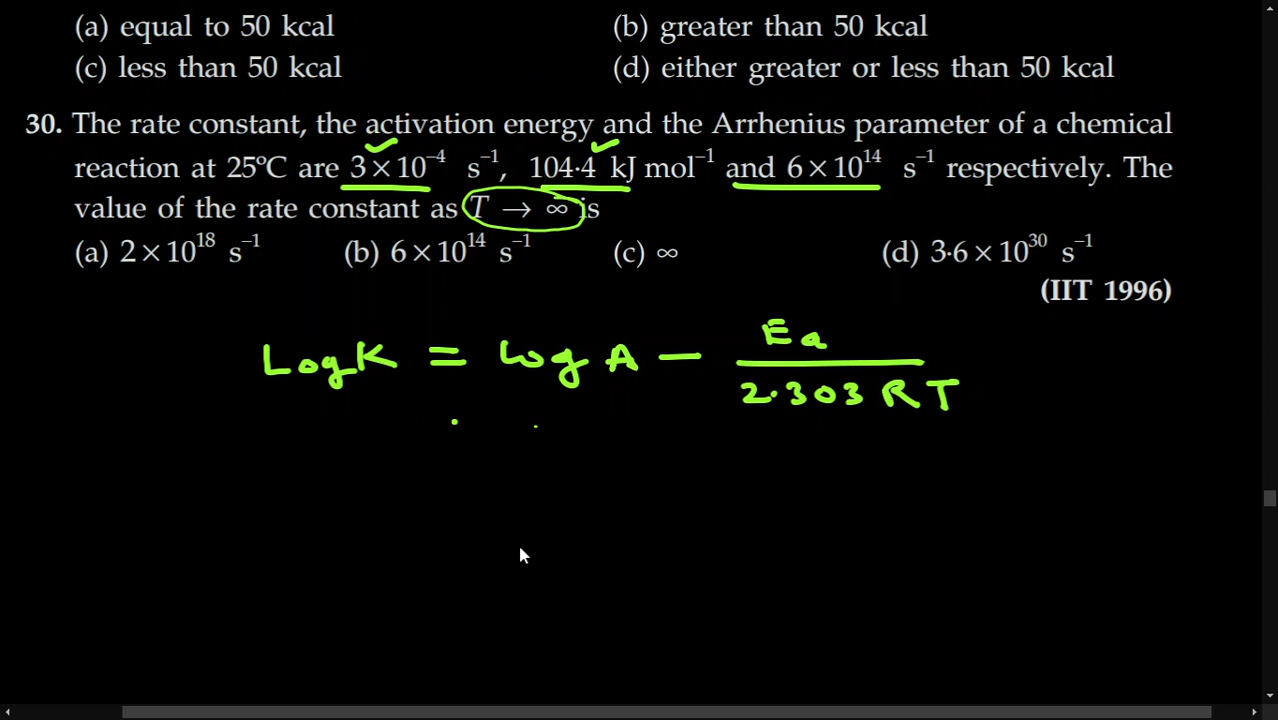 (a) equal to 50 kcal (b) greater than 50 kcal
(c) less than 50 kcal (d) either greater or less than 50 kcal
30. The rate constant, the activation energy and the Arrhenius parameter of a chemical
reaction at 25°C are 3×10⁻⁴ s⁻¹, 104·4 kJ mol⁻¹ and 6×10¹⁴ s⁻¹ respectively. The
value of the rate constant as T → ∞ is
(a) 2×10¹⁸ s⁻¹ (b) 6×10¹⁴ s⁻¹ (c) ∞ (d) 3·6×10³⁰ s⁻¹
(IIT 1996)
Log K = log A — Ea / 2.303 RT